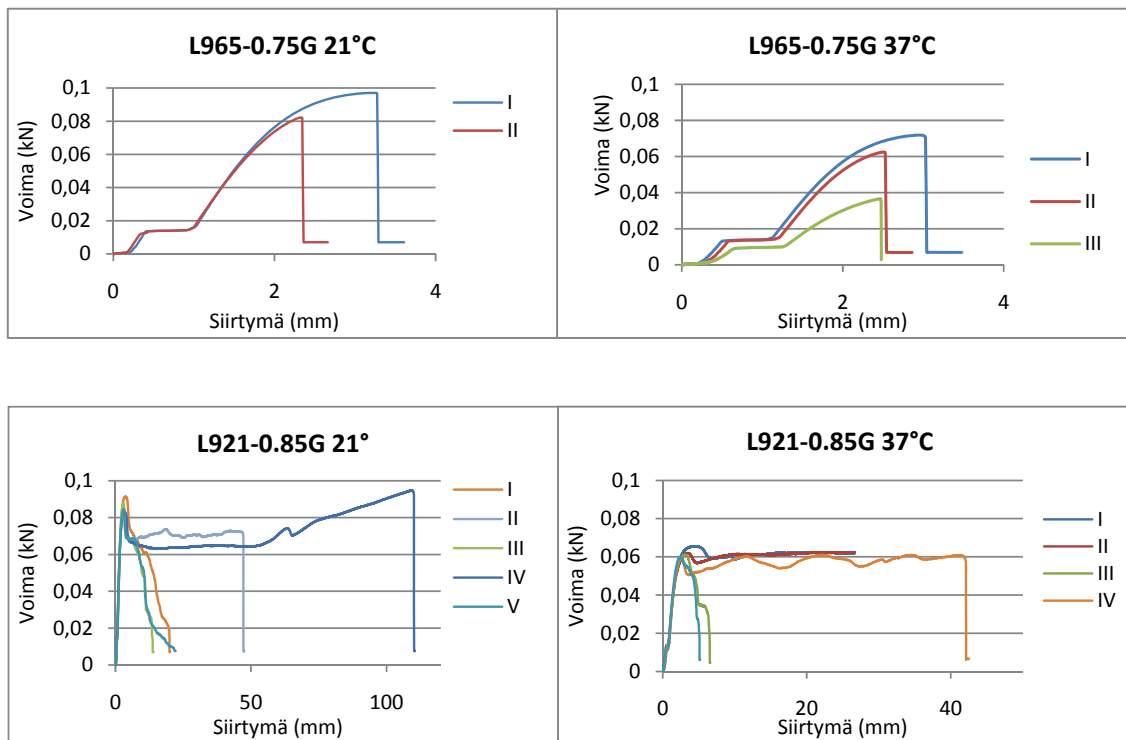 L965-0.75G 21°C
Voima (kN)
0,1
0,08
0,06
0,04
0,02
0
0 2 4
Siirtymä (mm)
I
II
L965-0.75G 37°C
Voima (kN)
0,1
0,08
0,06
0,04
0,02
0
0 2 4
Siirtymä (mm)
I
II
III
L921-0.85G 21°
Voima (kN)
0,1
0,08
0,06
0,04
0,02
0
0 50 100
Siirtymä (mm)
I
II
III
IV
V
L921-0.85G 37°C
Voima (kN)
0,1
0,08
0,06
0,04
0,02
0
0 20 40
Siirtymä (mm)
I
II
III
IV